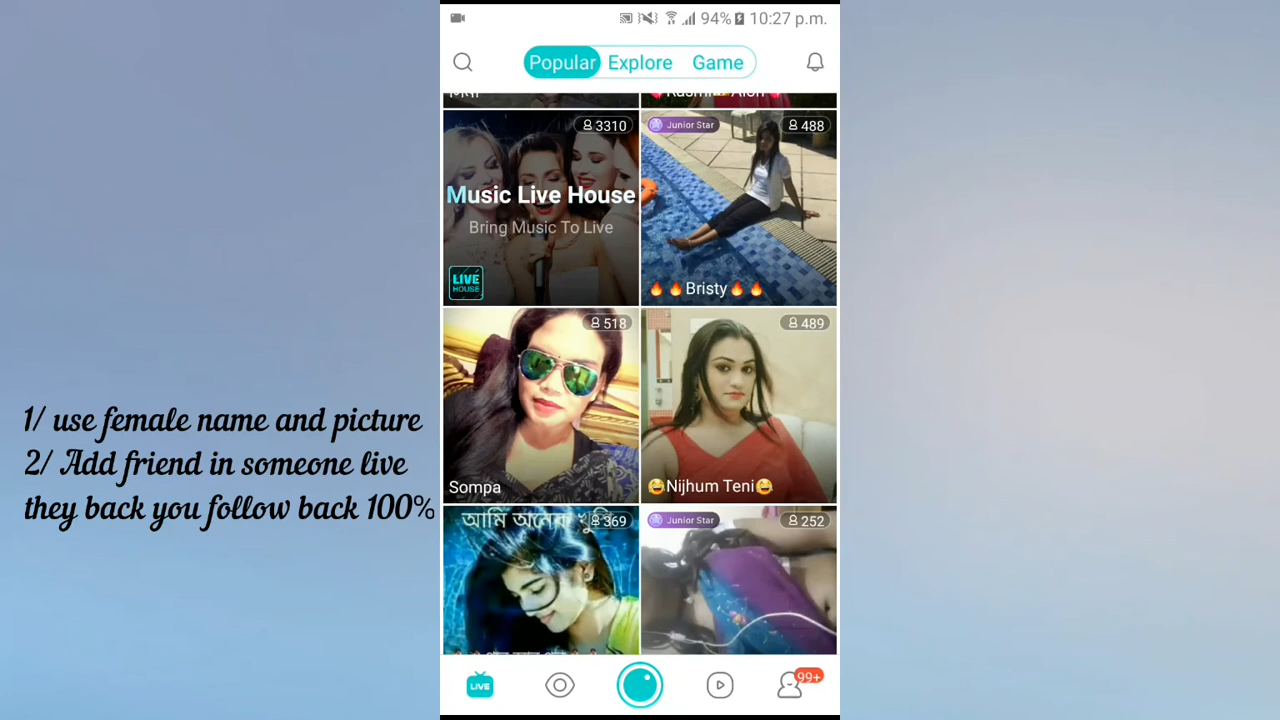 94% 10:27 p.m.
Popular Explore Game
3310
Music Live House
Bring Music To Live
LIVE
HOUSE
Junior Star
488
🔥🔥Bristy🔥🔥
518
Sompa
489
😂Nijhum Teni😂
আমি অনেক
369
Junior Star
252
LIVE
99+
1/ use female name and picture
2/ Add friend in someone live
they back you follow back 100%